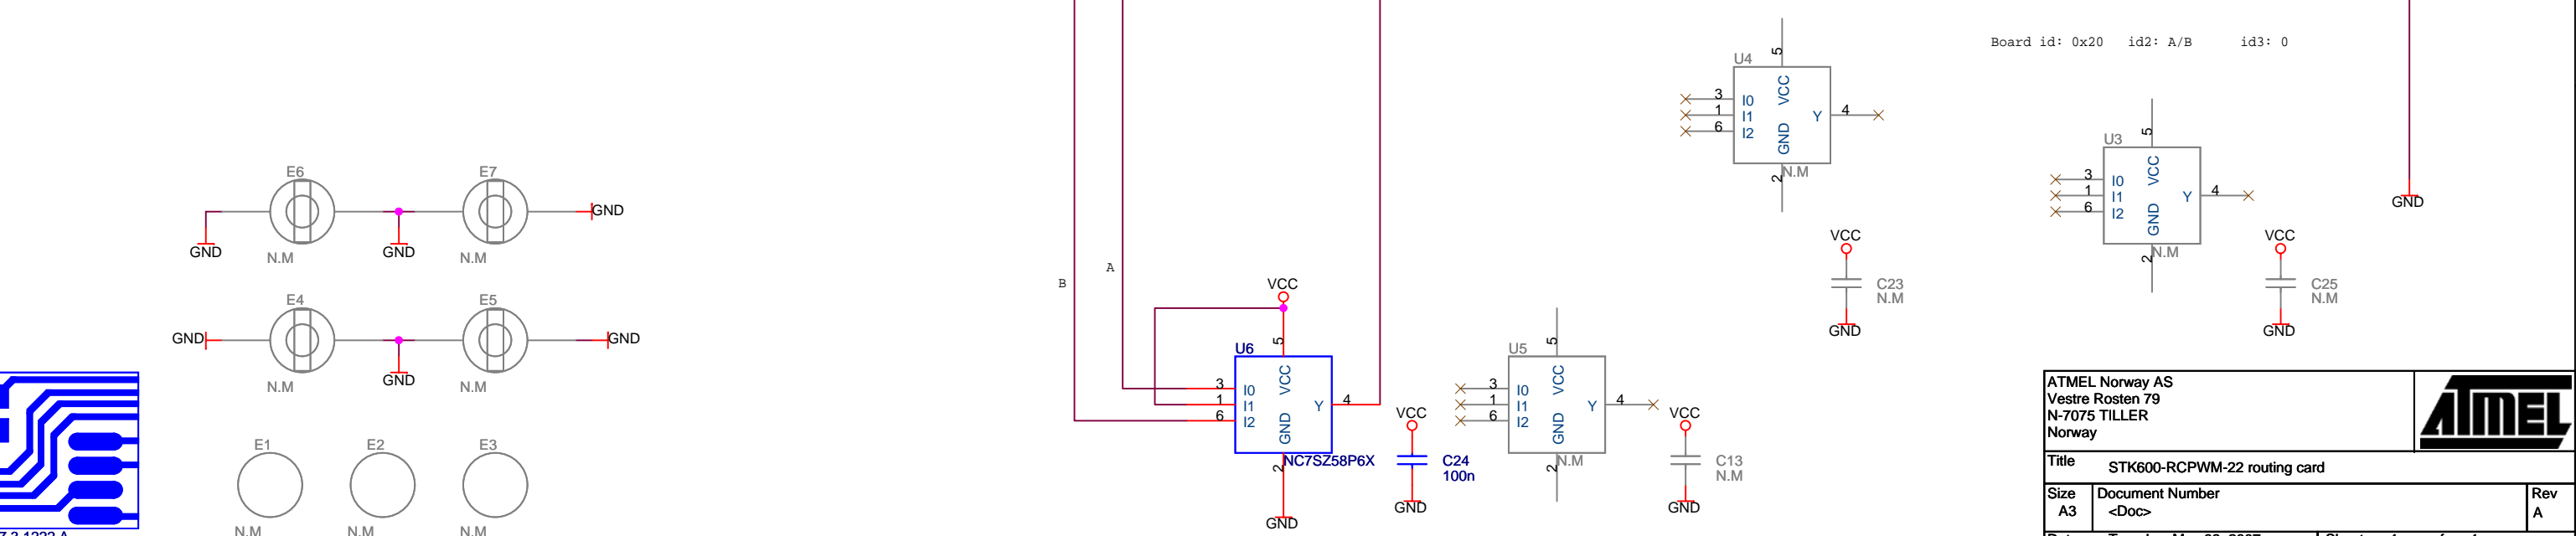 Board id: 0x20 id2: A/B id3: 0
U4
5
VCC
3 I0
1 I1
6 I2
Y 4
GND
2
N.M
U3
5
VCC
3 I0
1 I1
6 I2
Y 4
GND
2
N.M
GND
E6
E7
GND
GND
GND
N.M
N.M
VCC
C23
N.M
GND
VCC
C25
N.M
GND
B
A
E4
E5
GND
GND
GND
N.M
N.M
VCC
U6
5
VCC
3 I0
1 I1
6 I2
Y 4
GND
2
NC7SZ58P6X
GND
VCC
C24
100n
GND
U5
5
VCC
3 I0
1 I1
6 I2
Y 4
GND
2
N.M
VCC
C13
N.M
GND
E1
E2
E3
N.M
N.M
N.M
ATMEL Norway AS
Vestre Rosten 79
N-7075 TILLER
Norway
ATMEL
Title
STK600-RCPWM-22 routing card
Size
A3
Document Number
<Doc>
Rev
A